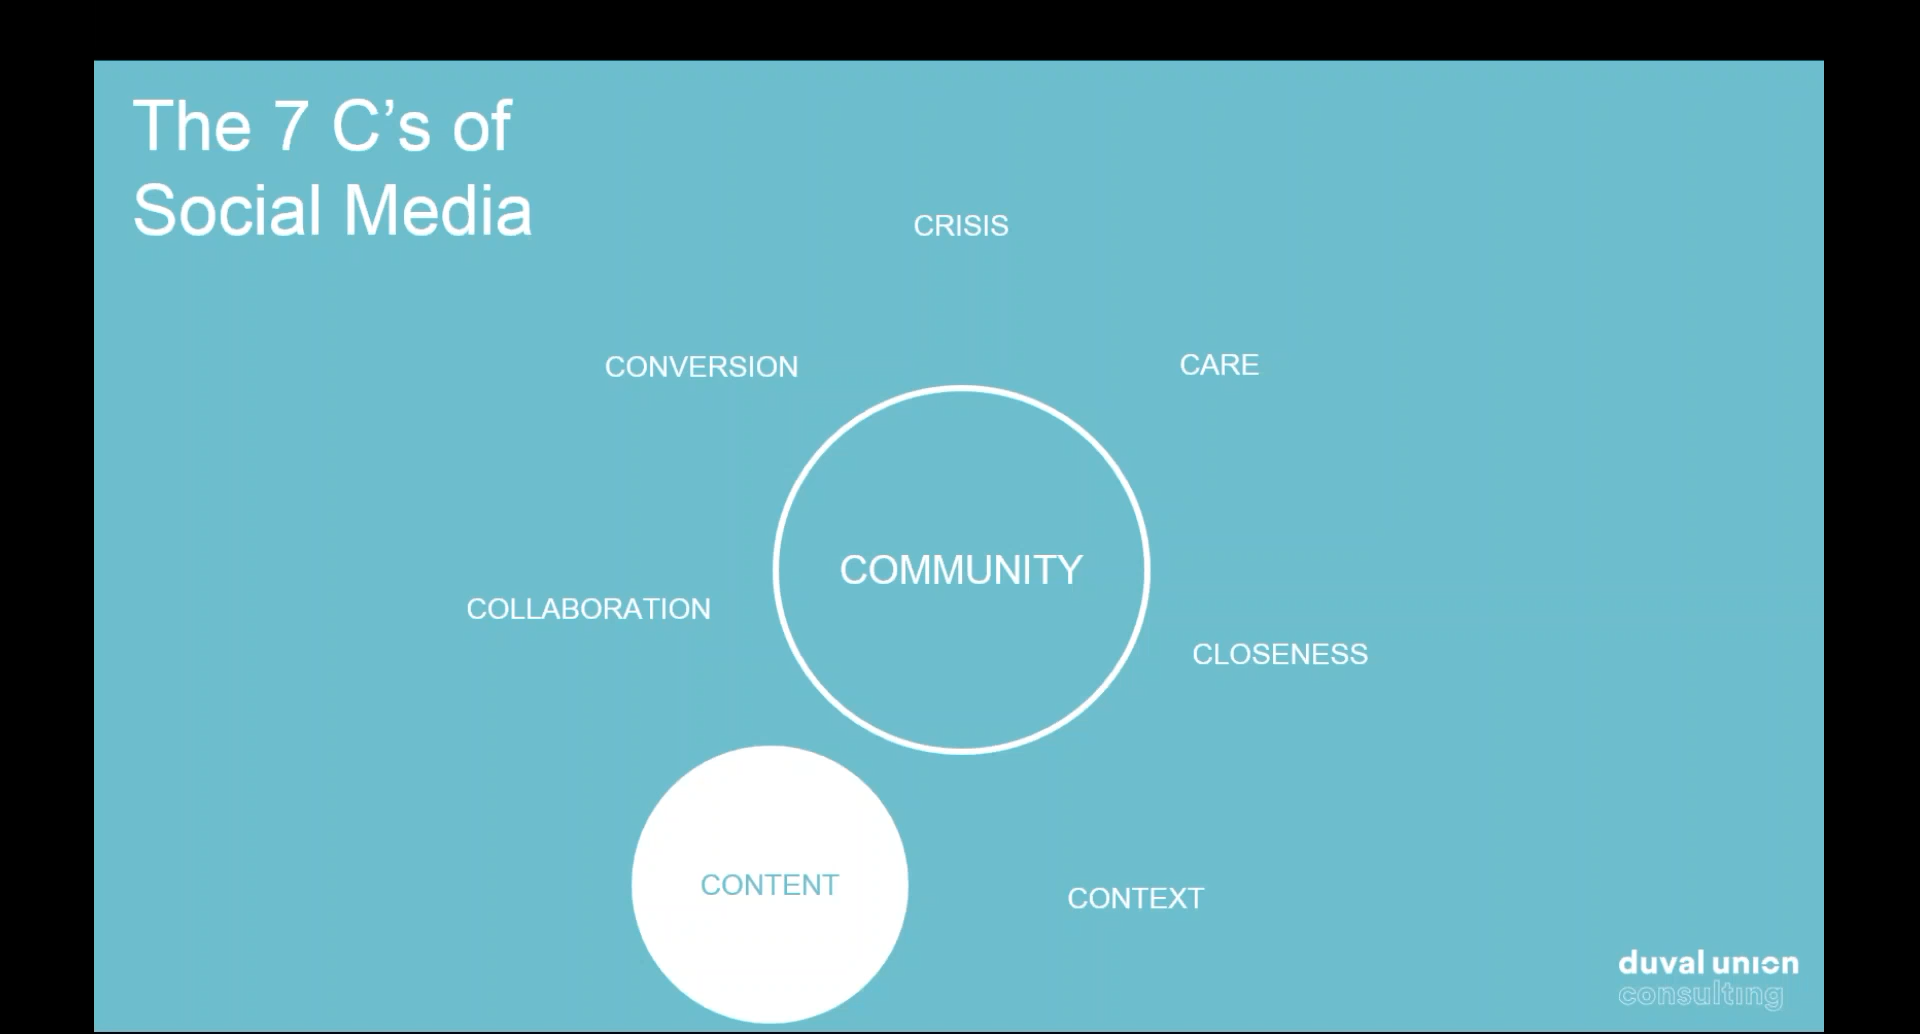 The 7 C’s of
Social Media
CRISIS
CONVERSION
CARE
COMMUNITY
COLLABORATION
CLOSENESS
CONTENT
CONTEXT
duval union
consulting